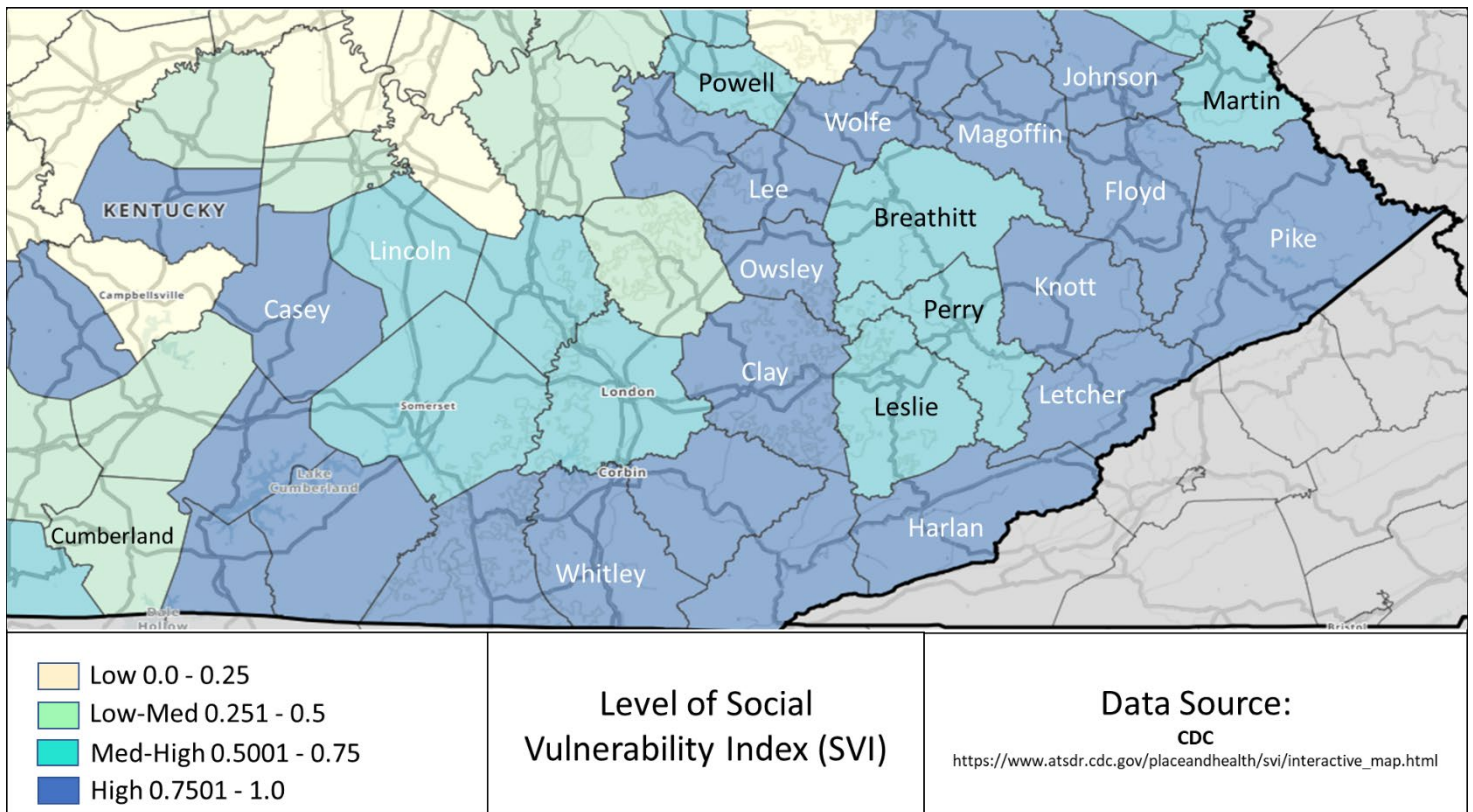 Powell
Johnson
Martin
Wolfe
Magoffin
Lee
Floyd
KENTUCKY
Breathitt
Lincoln
Pike
Owsley
Knott
Campbellsville
Casey
Perry
Clay
London
Letcher
Somerset
Leslie
Lake
Cumberland
Corbin
Harlan
Cumberland
Whitley
Dale
Hollow
Bristol
Low 0.0 - 0.25
Low-Med 0.251 - 0.5
Med-High 0.5001 - 0.75
High 0.7501 - 1.0
Level of Social
Vulnerability Index (SVI)
Data Source:
CDC
https://www.atsdr.cdc.gov/placeandhealth/svi/interactive_map.html